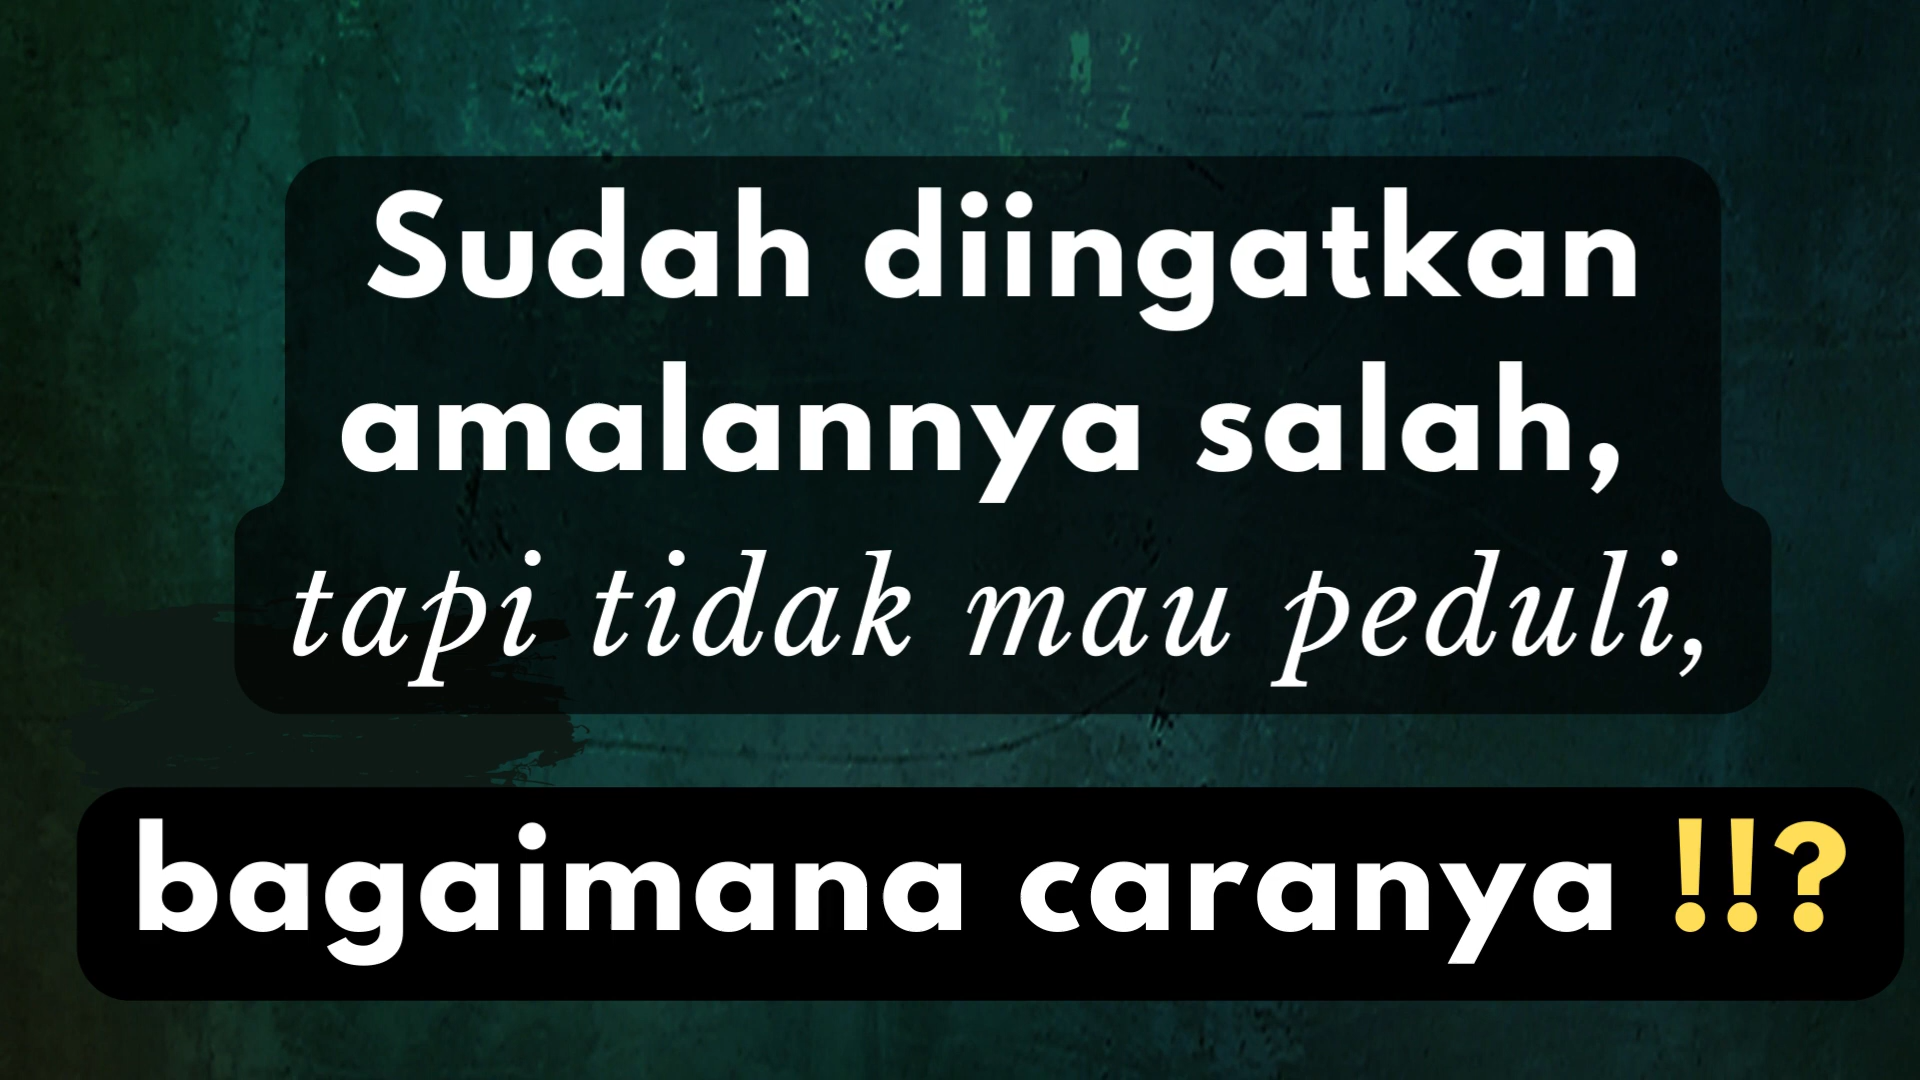 Sudah diingatkan
amalannya salah,
tapi tidak mau peduli,
bagaimana caranya !!?